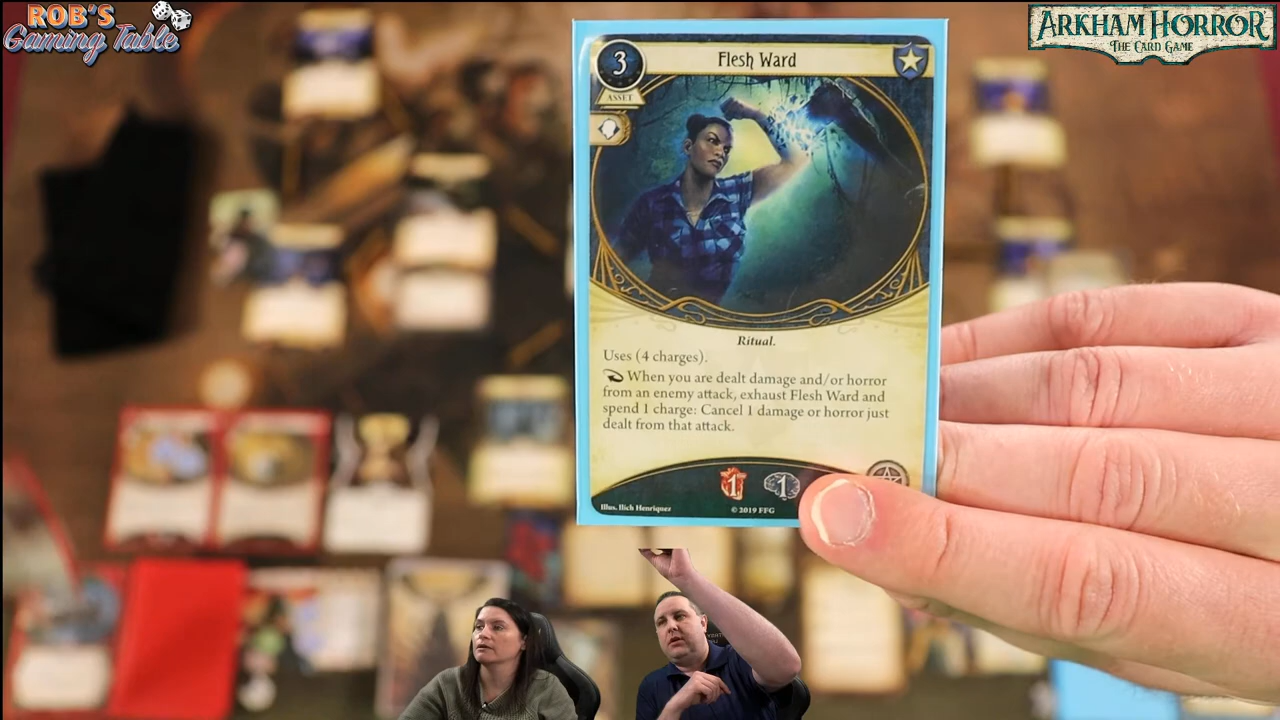 ROB'S
Gaming Table
ARKHAM HORROR
THE CARD GAME
3
Flesh Ward
ASSET
Ritual.
Uses (4 charges).
When you are dealt damage and/or horror
from an enemy attack, exhaust Flesh Ward and
spend 1 charge: Cancel 1 damage or horror just
dealt from that attack.
1 1
Illus. Ilich Henriquez
© 2019 FFG